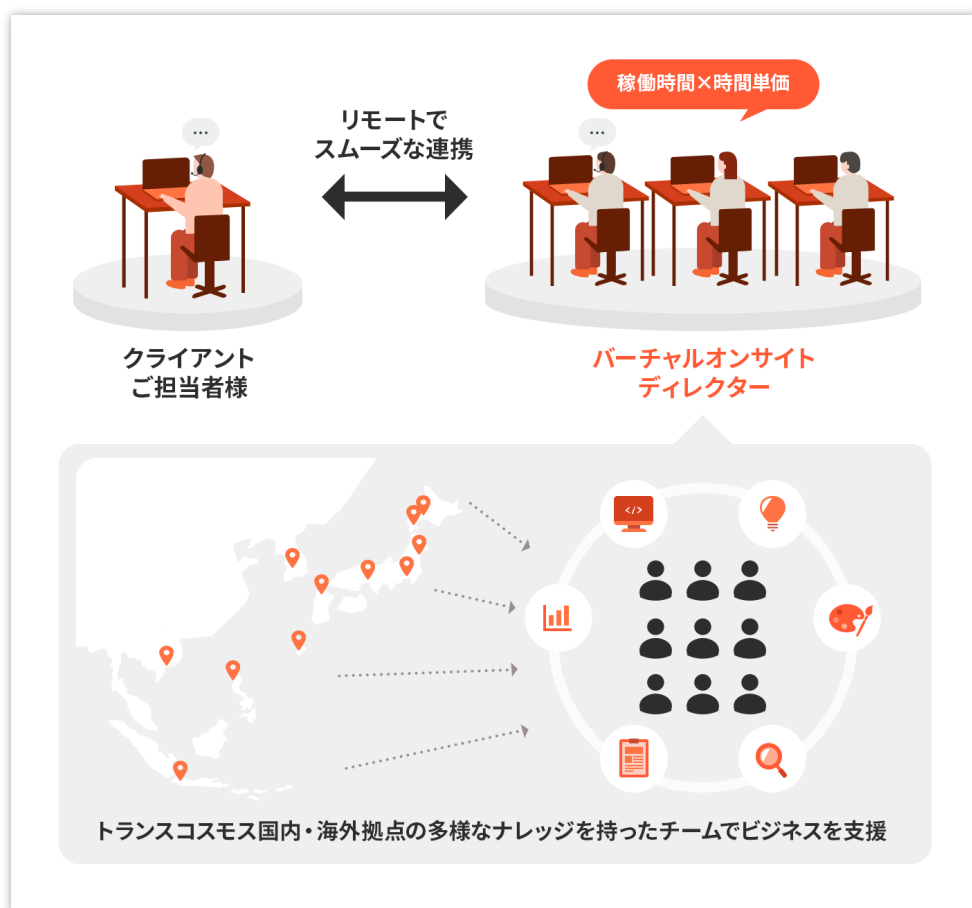 稼働時間×時間単価
リモートで
スムーズな連携
...
...
クライアント
ご担当者様
バーチャルオンサイト
ディレクター
</>
トランスコスモス国内・海外拠点の多様なナレッジを持ったチームでビジネスを支援